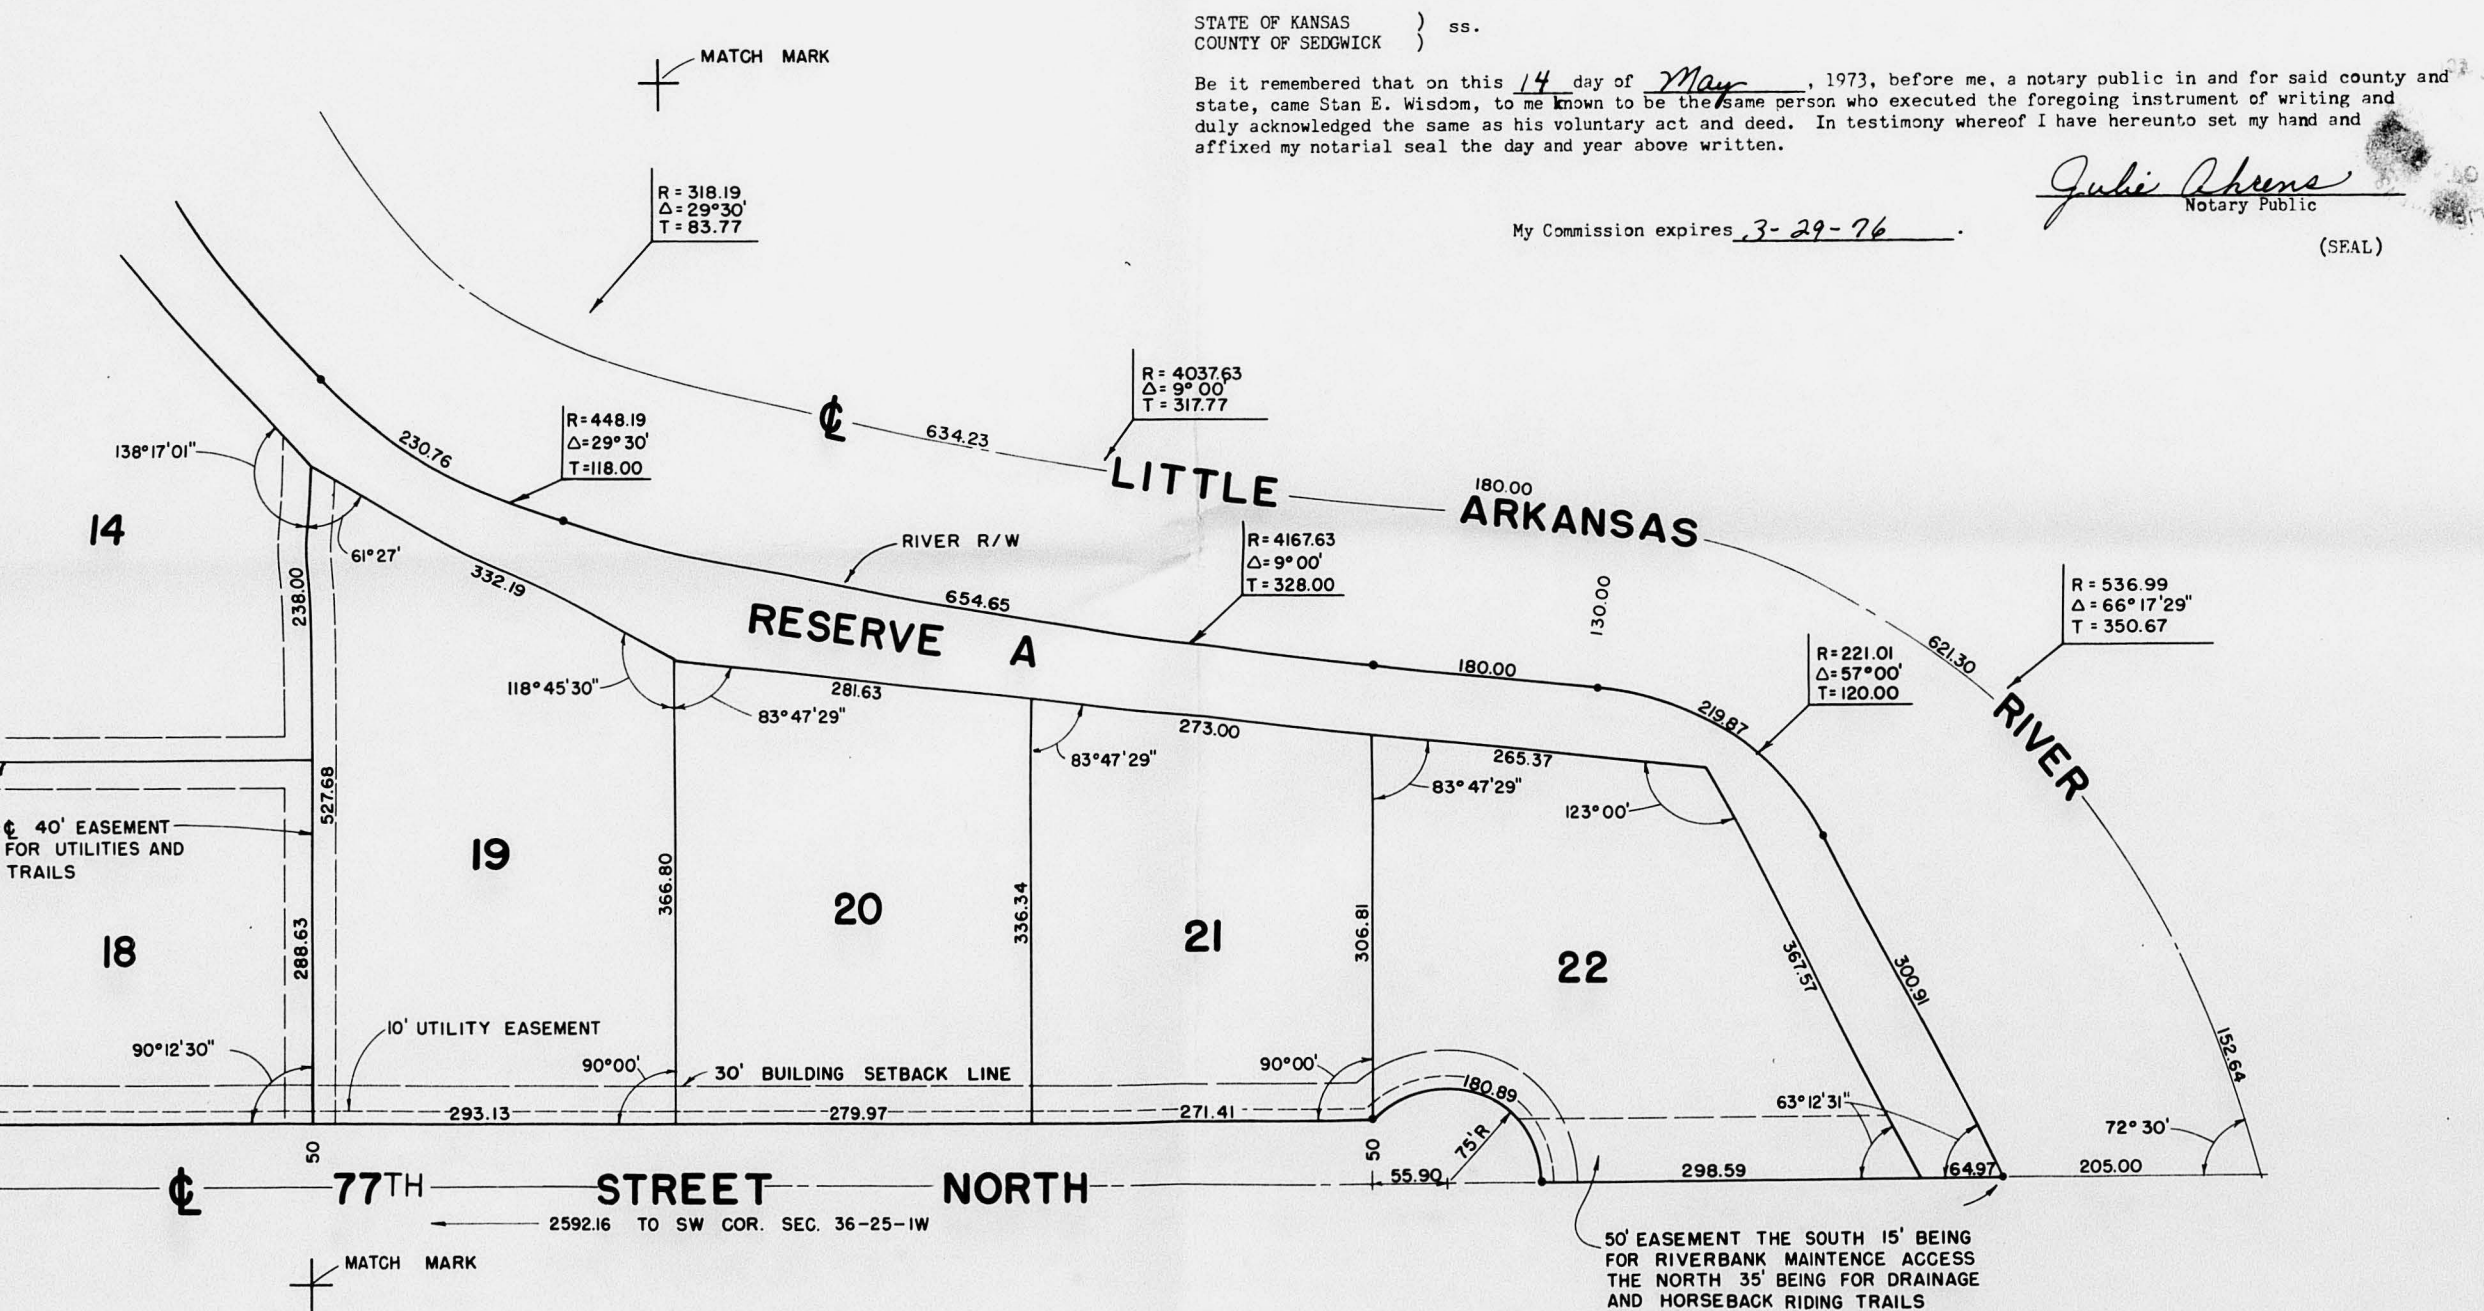 STATE OF KANSAS ) ss.
COUNTY OF SEDGWICK )
Be it remembered that on this 14 day of May, 1973, before me, a notary public in and for said county and
state, came Stan E. Wisdom, to me known to be the same person who executed the foregoing instrument of writing and
duly acknowledged the same as his voluntary act and deed. In testimony whereof I have hereunto set my hand and
affixed my notarial seal the day and year above written.
Julie Ahrens
Notary Public
My Commission expires 3-29-76.
(SEAL)
MATCH MARK
R = 318.19
Δ = 29°30'
T = 83.77
R = 4037.63
Δ = 9° 00'
T = 317.77
R = 448.19
Δ = 29° 30'
T = 118.00
138°17'01"
230.76
℄
634.23
LITTLE
180.00
ARKANSAS
RIVER
14
61°27'
238.00
332.19
RIVER R/W
654.65
R = 4167.63
Δ = 9° 00'
T = 328.00
130.00
R = 536.99
Δ = 66° 17' 29"
T = 350.67
621.30
RESERVE A
180.00
R = 221.01
Δ = 57° 00'
T = 120.00
219.87
118° 45' 30"
281.63
83° 47' 29"
273.00
83° 47' 29"
265.37
83° 47' 29"
123° 00'
527.68
℄ 40' EASEMENT
FOR UTILITIES AND
TRAILS
19
366.80
20
336.34
21
306.81
22
367.57
300.91
18
288.63
152.64
90° 12' 30"
10' UTILITY EASEMENT
90° 00'
30' BUILDING SETBACK LINE
90° 00'
180.89
63° 12' 31"
72° 30'
293.13
279.97
271.41
50
50
75' R
55.90
298.59
64.97
205.00
℄ 77TH STREET NORTH
2592.16 TO SW COR. SEC. 36-25-1W
MATCH MARK
50' EASEMENT THE SOUTH 15' BEING
FOR RIVERBANK MAINTENCE ACCESS
THE NORTH 35' BEING FOR DRAINAGE
AND HORSEBACK RIDING TRAILS